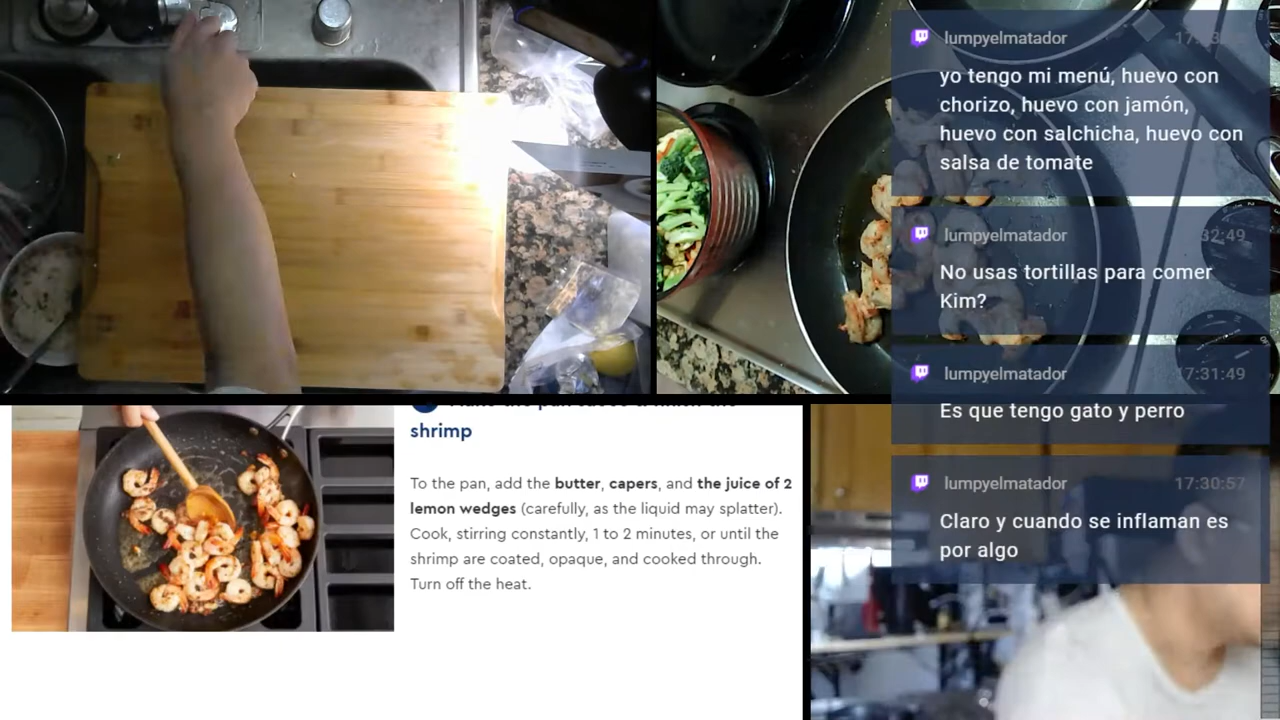 lumpyelmatador
yo tengo mi menú, huevo con
chorizo, huevo con jamón,
huevo con salchicha, huevo con
salsa de tomate
lumpyelmatador
32:49
No usas tortillas para comer
Kim?
lumpyelmatador
17:31:49
Es que tengo gato y perro
lumpyelmatador
17:30:57
Claro y cuando se inflaman es
por algo
shrimp
To the pan, add the butter, capers, and the juice of 2
lemon wedges (carefully, as the liquid may splatter).
Cook, stirring constantly, 1 to 2 minutes, or until the
shrimp are coated, opaque, and cooked through.
Turn off the heat.